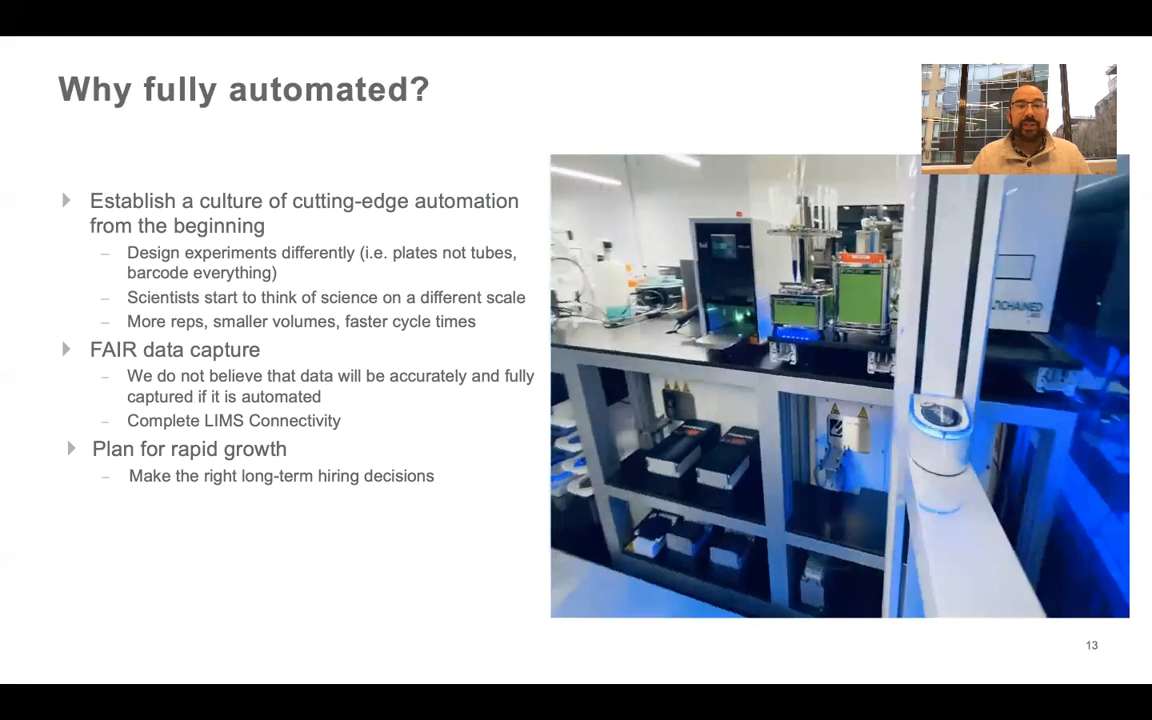 Why fully automated?
Establish a culture of cutting-edge automation
from the beginning
– Design experiments differently (i.e. plates not tubes,
barcode everything)
– Scientists start to think of science on a different scale
– More reps, smaller volumes, faster cycle times
FAIR data capture
– We do not believe that data will be accurately and fully
captured if it is automated
– Complete LIMS Connectivity
Plan for rapid growth
– Make the right long-term hiring decisions
NCHAINED
LABS
13